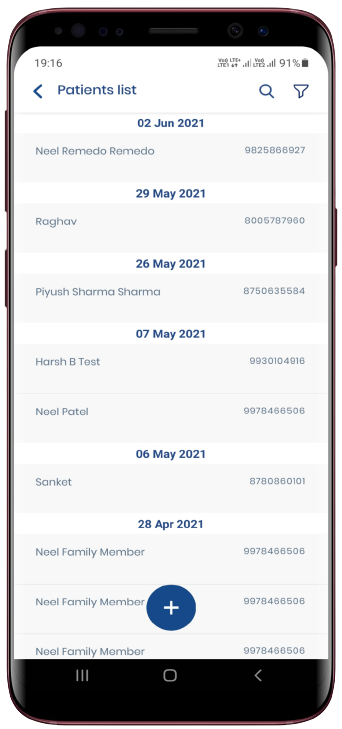 19:16 Vo) LTE+ LTE1 Vo) LTE2 91%
Patients list
02 Jun 2021
Neel Remedo Remedo 9825866927
29 May 2021
Raghav 8005787960
26 May 2021
Piyush Sharma Sharma 8750635584
07 May 2021
Harsh B Test 9930104916
Neel Patel 9978466506
06 May 2021
Sanket 8780860101
28 Apr 2021
Neel Family Member 9978466506
Neel Family Member 9978466506
+
Neel Family Member 9978466506